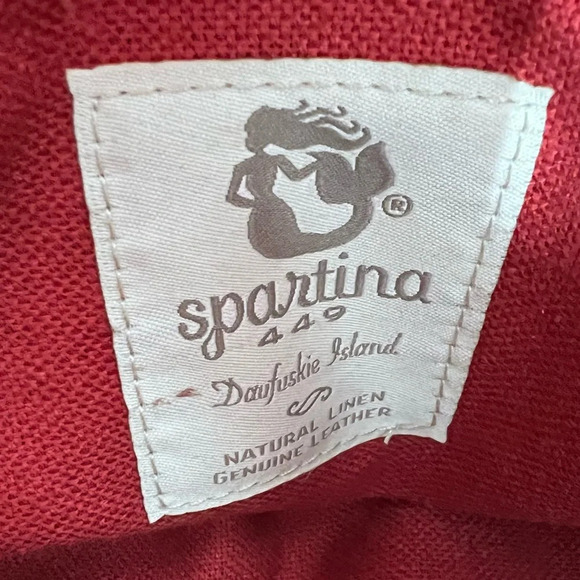 ®
spartina
449
Daufuskie Island
NATURAL LINEN
GENUINE LEATHER